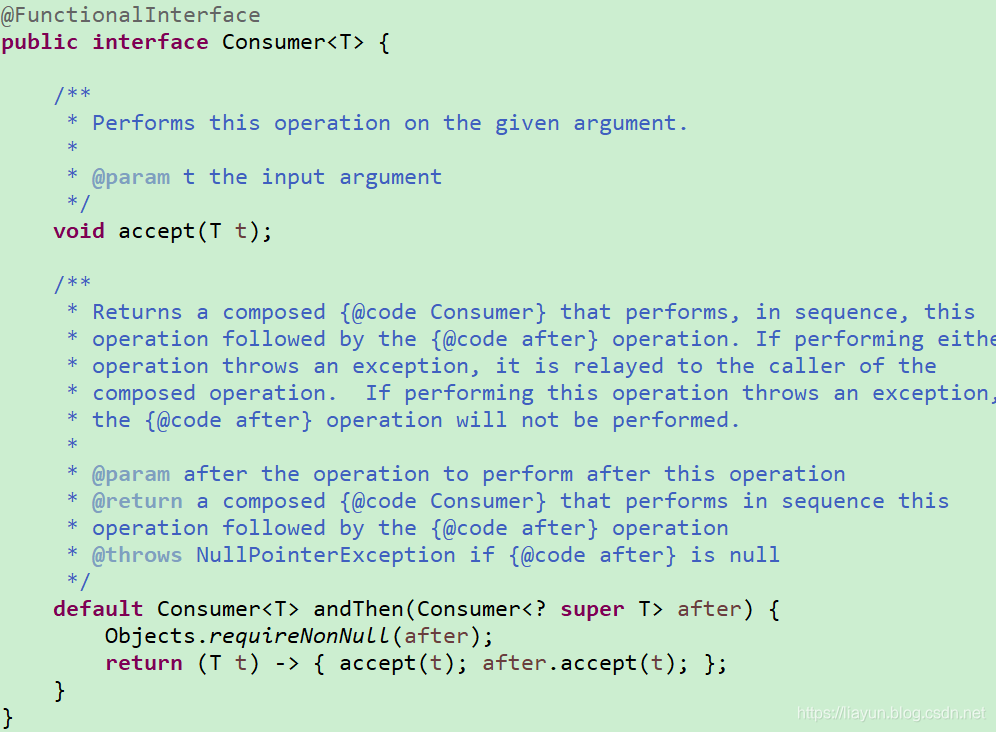 @FunctionalInterface
public interface Consumer<T> {
    /**
     * Performs this operation on the given argument.
     *
     * @param t the input argument
     */
    void accept(T t);
    /**
     * Returns a composed {@code Consumer} that performs, in sequence, this
     * operation followed by the {@code after} operation. If performing eithe
     * operation throws an exception, it is relayed to the caller of the
     * composed operation.  If performing this operation throws an exception,
     * the {@code after} operation will not be performed.
     *
     * @param after the operation to perform after this operation
     * @return a composed {@code Consumer} that performs in sequence this
     * operation followed by the {@code after} operation
     * @throws NullPointerException if {@code after} is null
     */
    default Consumer<T> andThen(Consumer<? super T> after) {
        Objects.requireNonNull(after);
        return (T t) -> { accept(t); after.accept(t); };
    }
}
https://liayun.blog.csdn.net